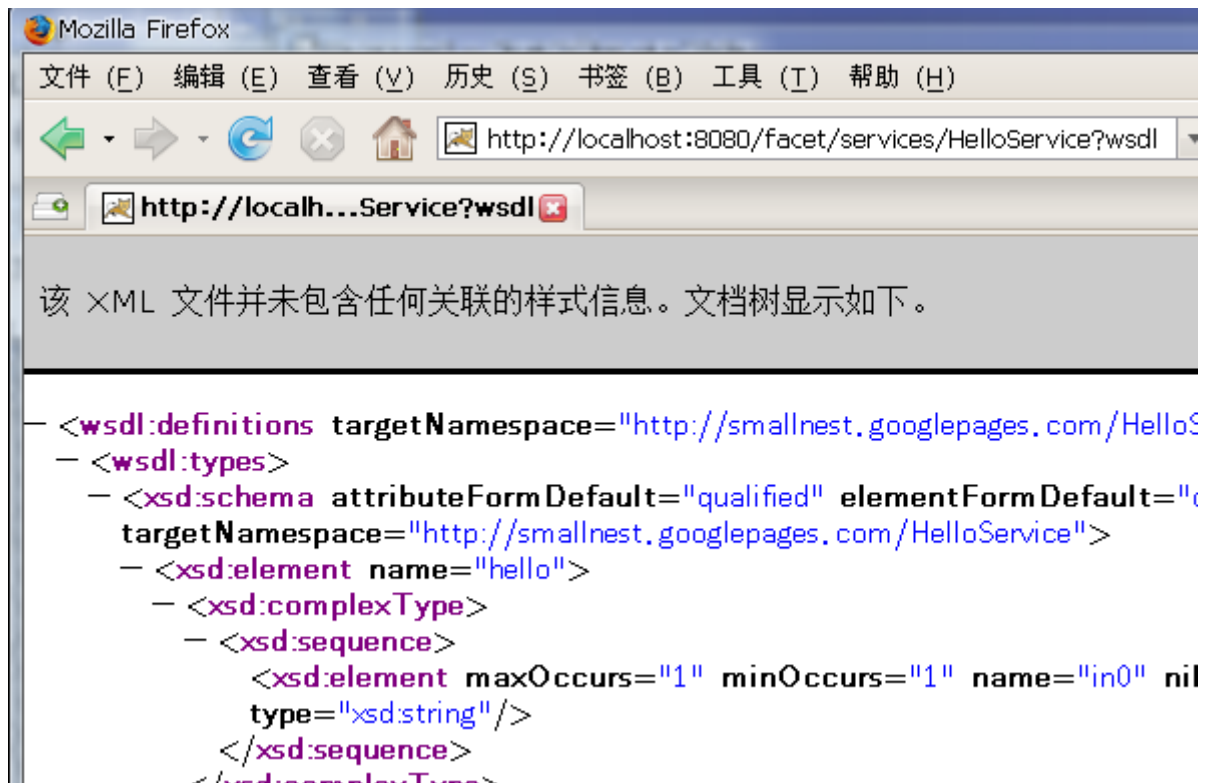 Mozilla Firefox
文件 (F) 编辑 (E) 查看 (V) 历史 (S) 书签 (B) 工具 (T) 帮助 (H)
http://localhost:8080/facet/services/HelloService?wsdl
http://localh...Service?wsdl
该 XML 文件并未包含任何关联的样式信息。文档树显示如下。
— <wsdl:definitions targetNamespace="http://smallnest.googlepages.com/HelloS
— <wsdl:types>
— <xsd:schema attributeFormDefault="qualified" elementFormDefault="
targetNamespace="http://smallnest.googlepages.com/HelloService">
— <xsd:element name="hello">
— <xsd:complexType>
— <xsd:sequence>
<xsd:element maxOccurs="1" minOccurs="1" name="in0" nil
type="xsd:string"/>
</xsd:sequence>
</xsd:complexType>